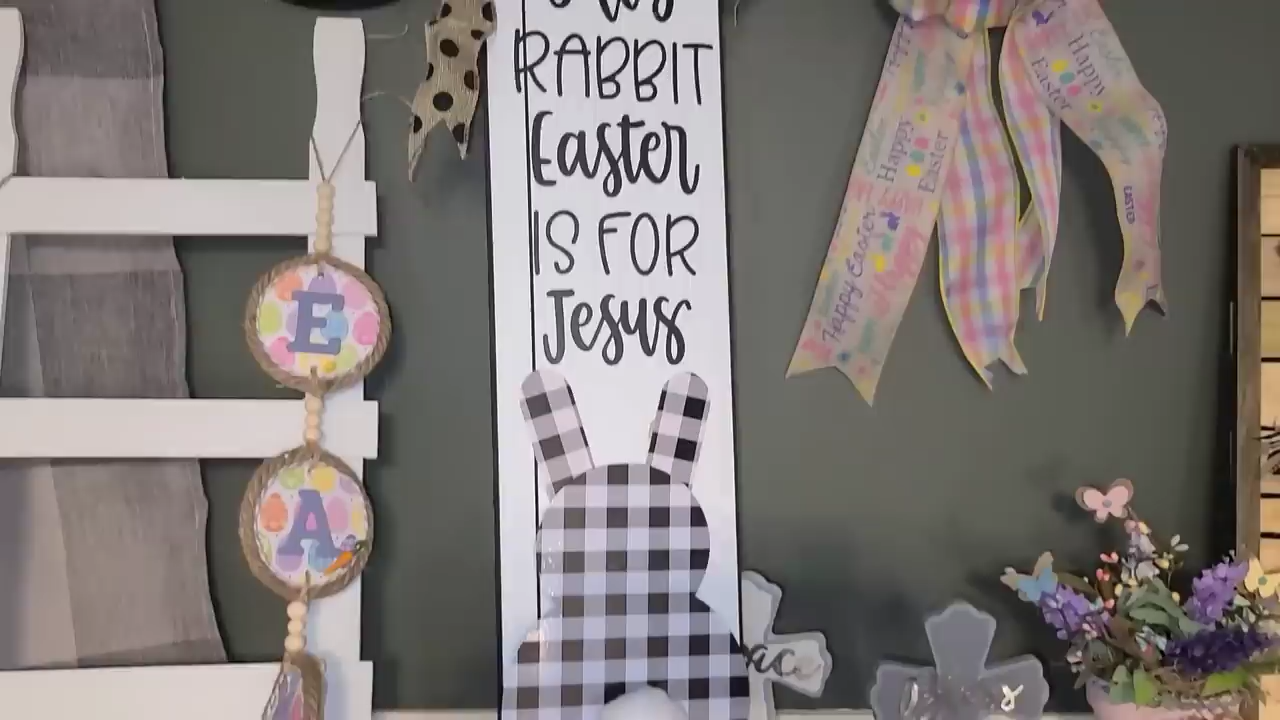 RABBIT
Easter
IS FOR
Jesus
E
A
Happy
Easter
Happy Easter
Happy
Easter